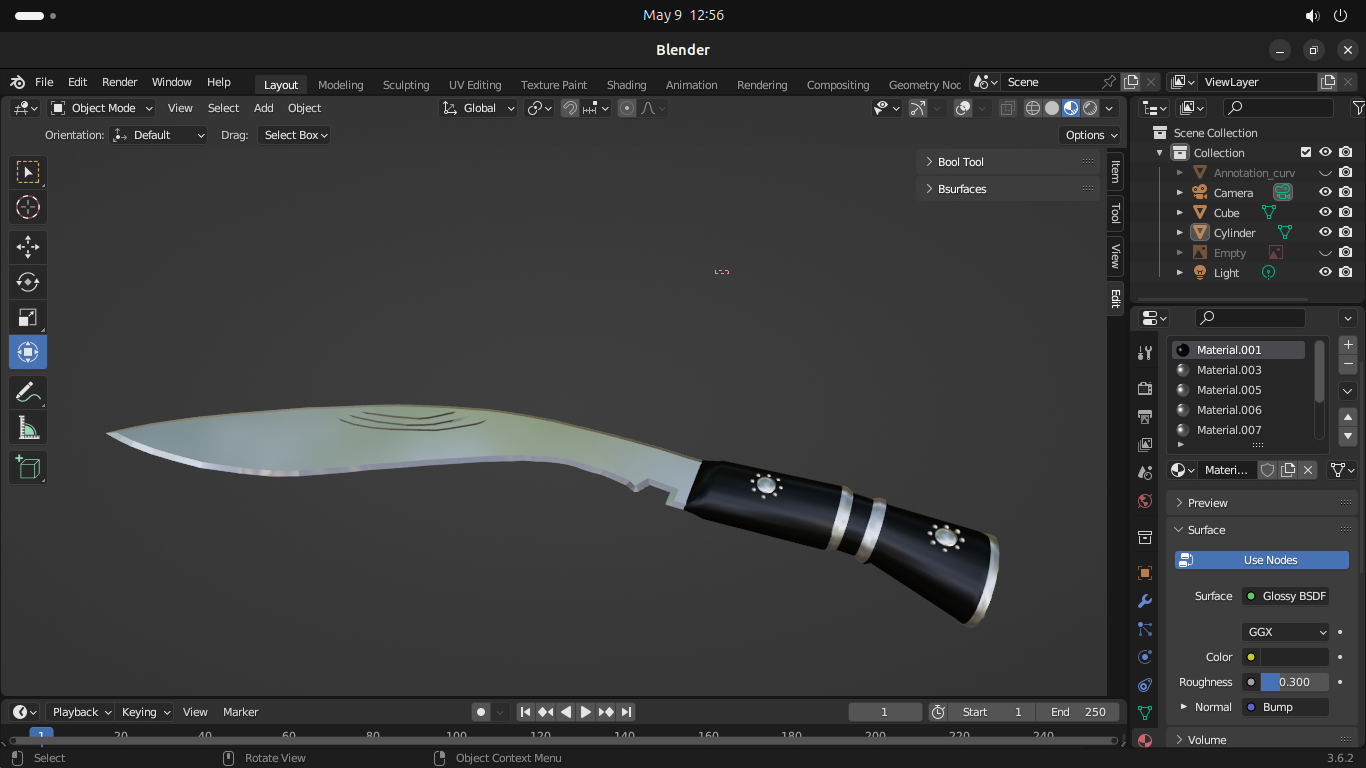 May 9 12:56
Blender
File Edit Render Window Help Layout Modeling Sculpting UV Editing Texture Paint Shading Animation Rendering Compositing Geometry Noc Scene ViewLayer
Object Mode View Select Add Object Global
Orientation: Default Drag: Select Box Options
Bool Tool
Bsurfaces
Item
Tool
View
Edit
Scene Collection
Collection
Annotation_curv
Camera
Cube
Cylinder
Empty
Light
Material.001
Material.003
Material.005
Material.006
Material.007
Materi...
Preview
Surface
Use Nodes
Surface Glossy BSDF
GGX
Color
Roughness 0.300
Normal Bump
Volume
Playback Keying View Marker 1 Start 1 End 250
1 20 40 60 80 100 120 140 160 180 200 220 240
Select Rotate View Object Context Menu 3.6.2